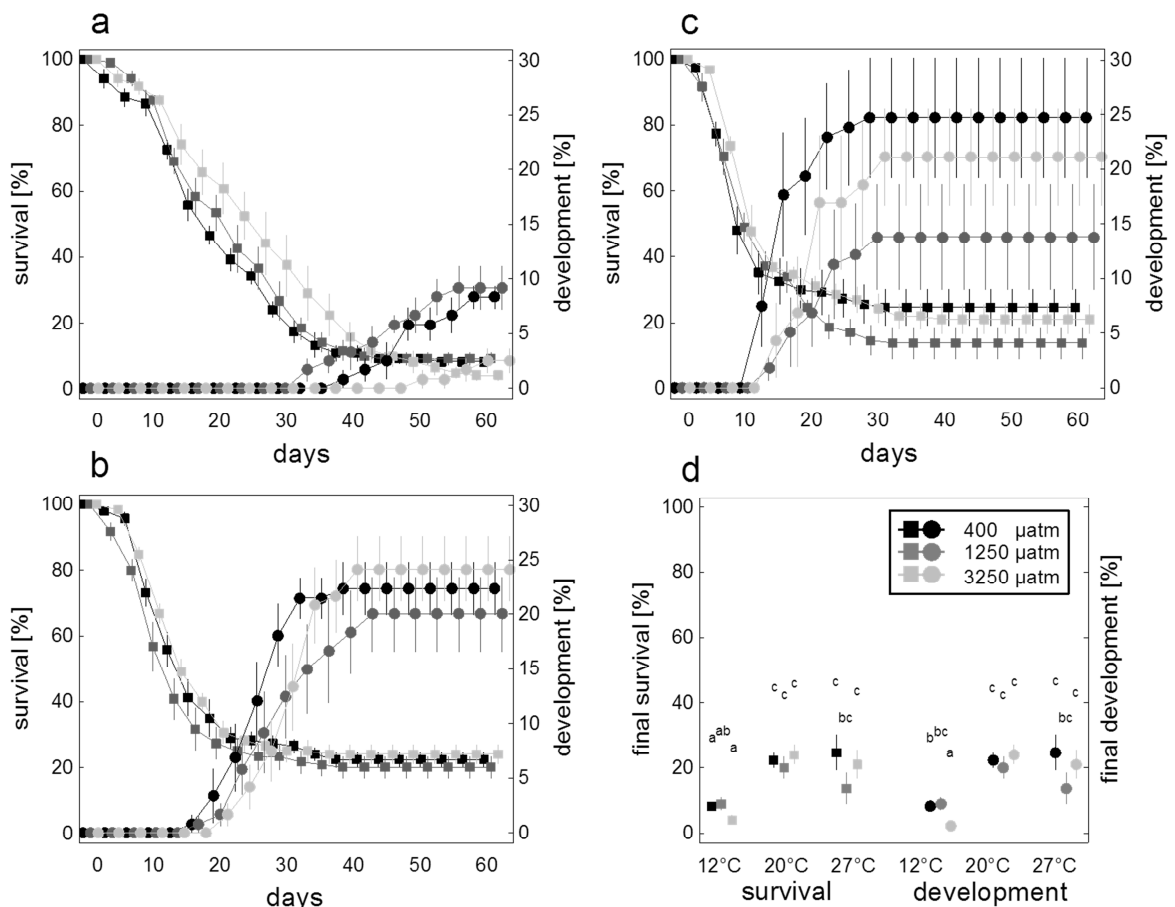 a
100
80
60
40
20
0
survival [%]
30
25
20
15
10
5
0
development [%]
0 10 20 30 40 50 60
days
c
100
80
60
40
20
0
survival [%]
30
25
20
15
10
5
0
development [%]
0 10 20 30 40 50 60
days
b
100
80
60
40
20
0
survival [%]
30
25
20
15
10
5
0
development [%]
0 10 20 30 40 50 60
days
d
100
80
60
40
20
0
final survival [%]
final development [%]
400 µatm
1250 µatm
3250 µatm
a ab a c c c c bc c b bc a c c c c bc c
12°C 20°C 27°C 12°C 20°C 27°C
survival development